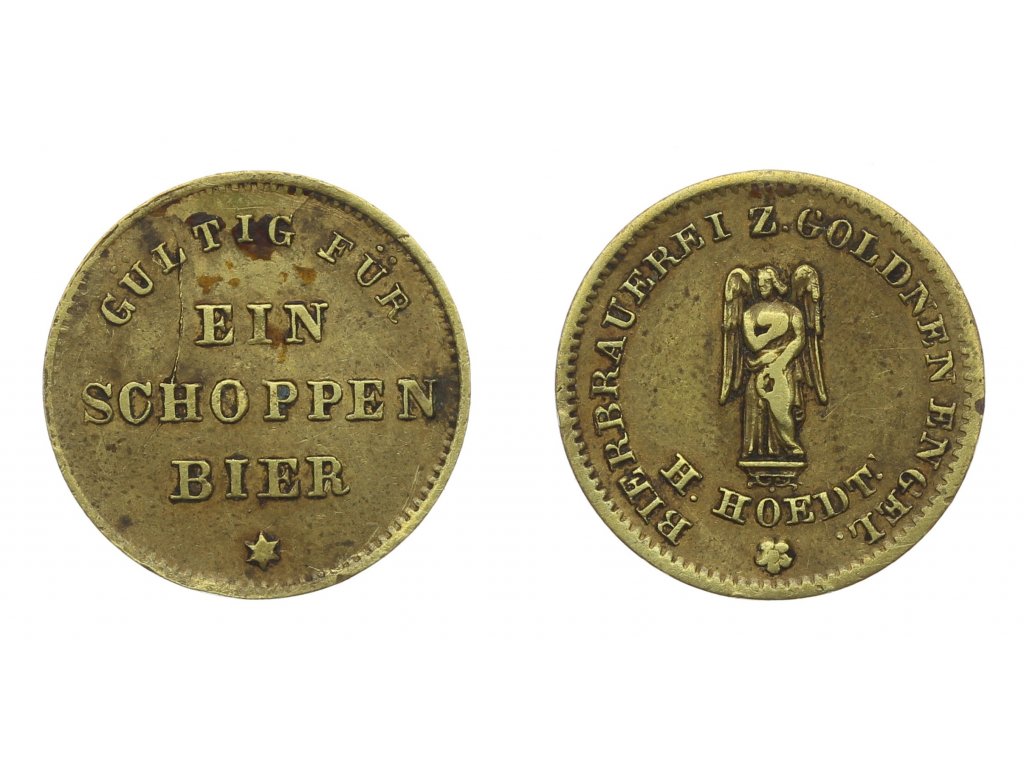 GULTIG FÜR
EIN
SCHOPPEN
BIER
BIERBRAUEREI Z. GOLDNEN ENGEL.
H. HOEDT.